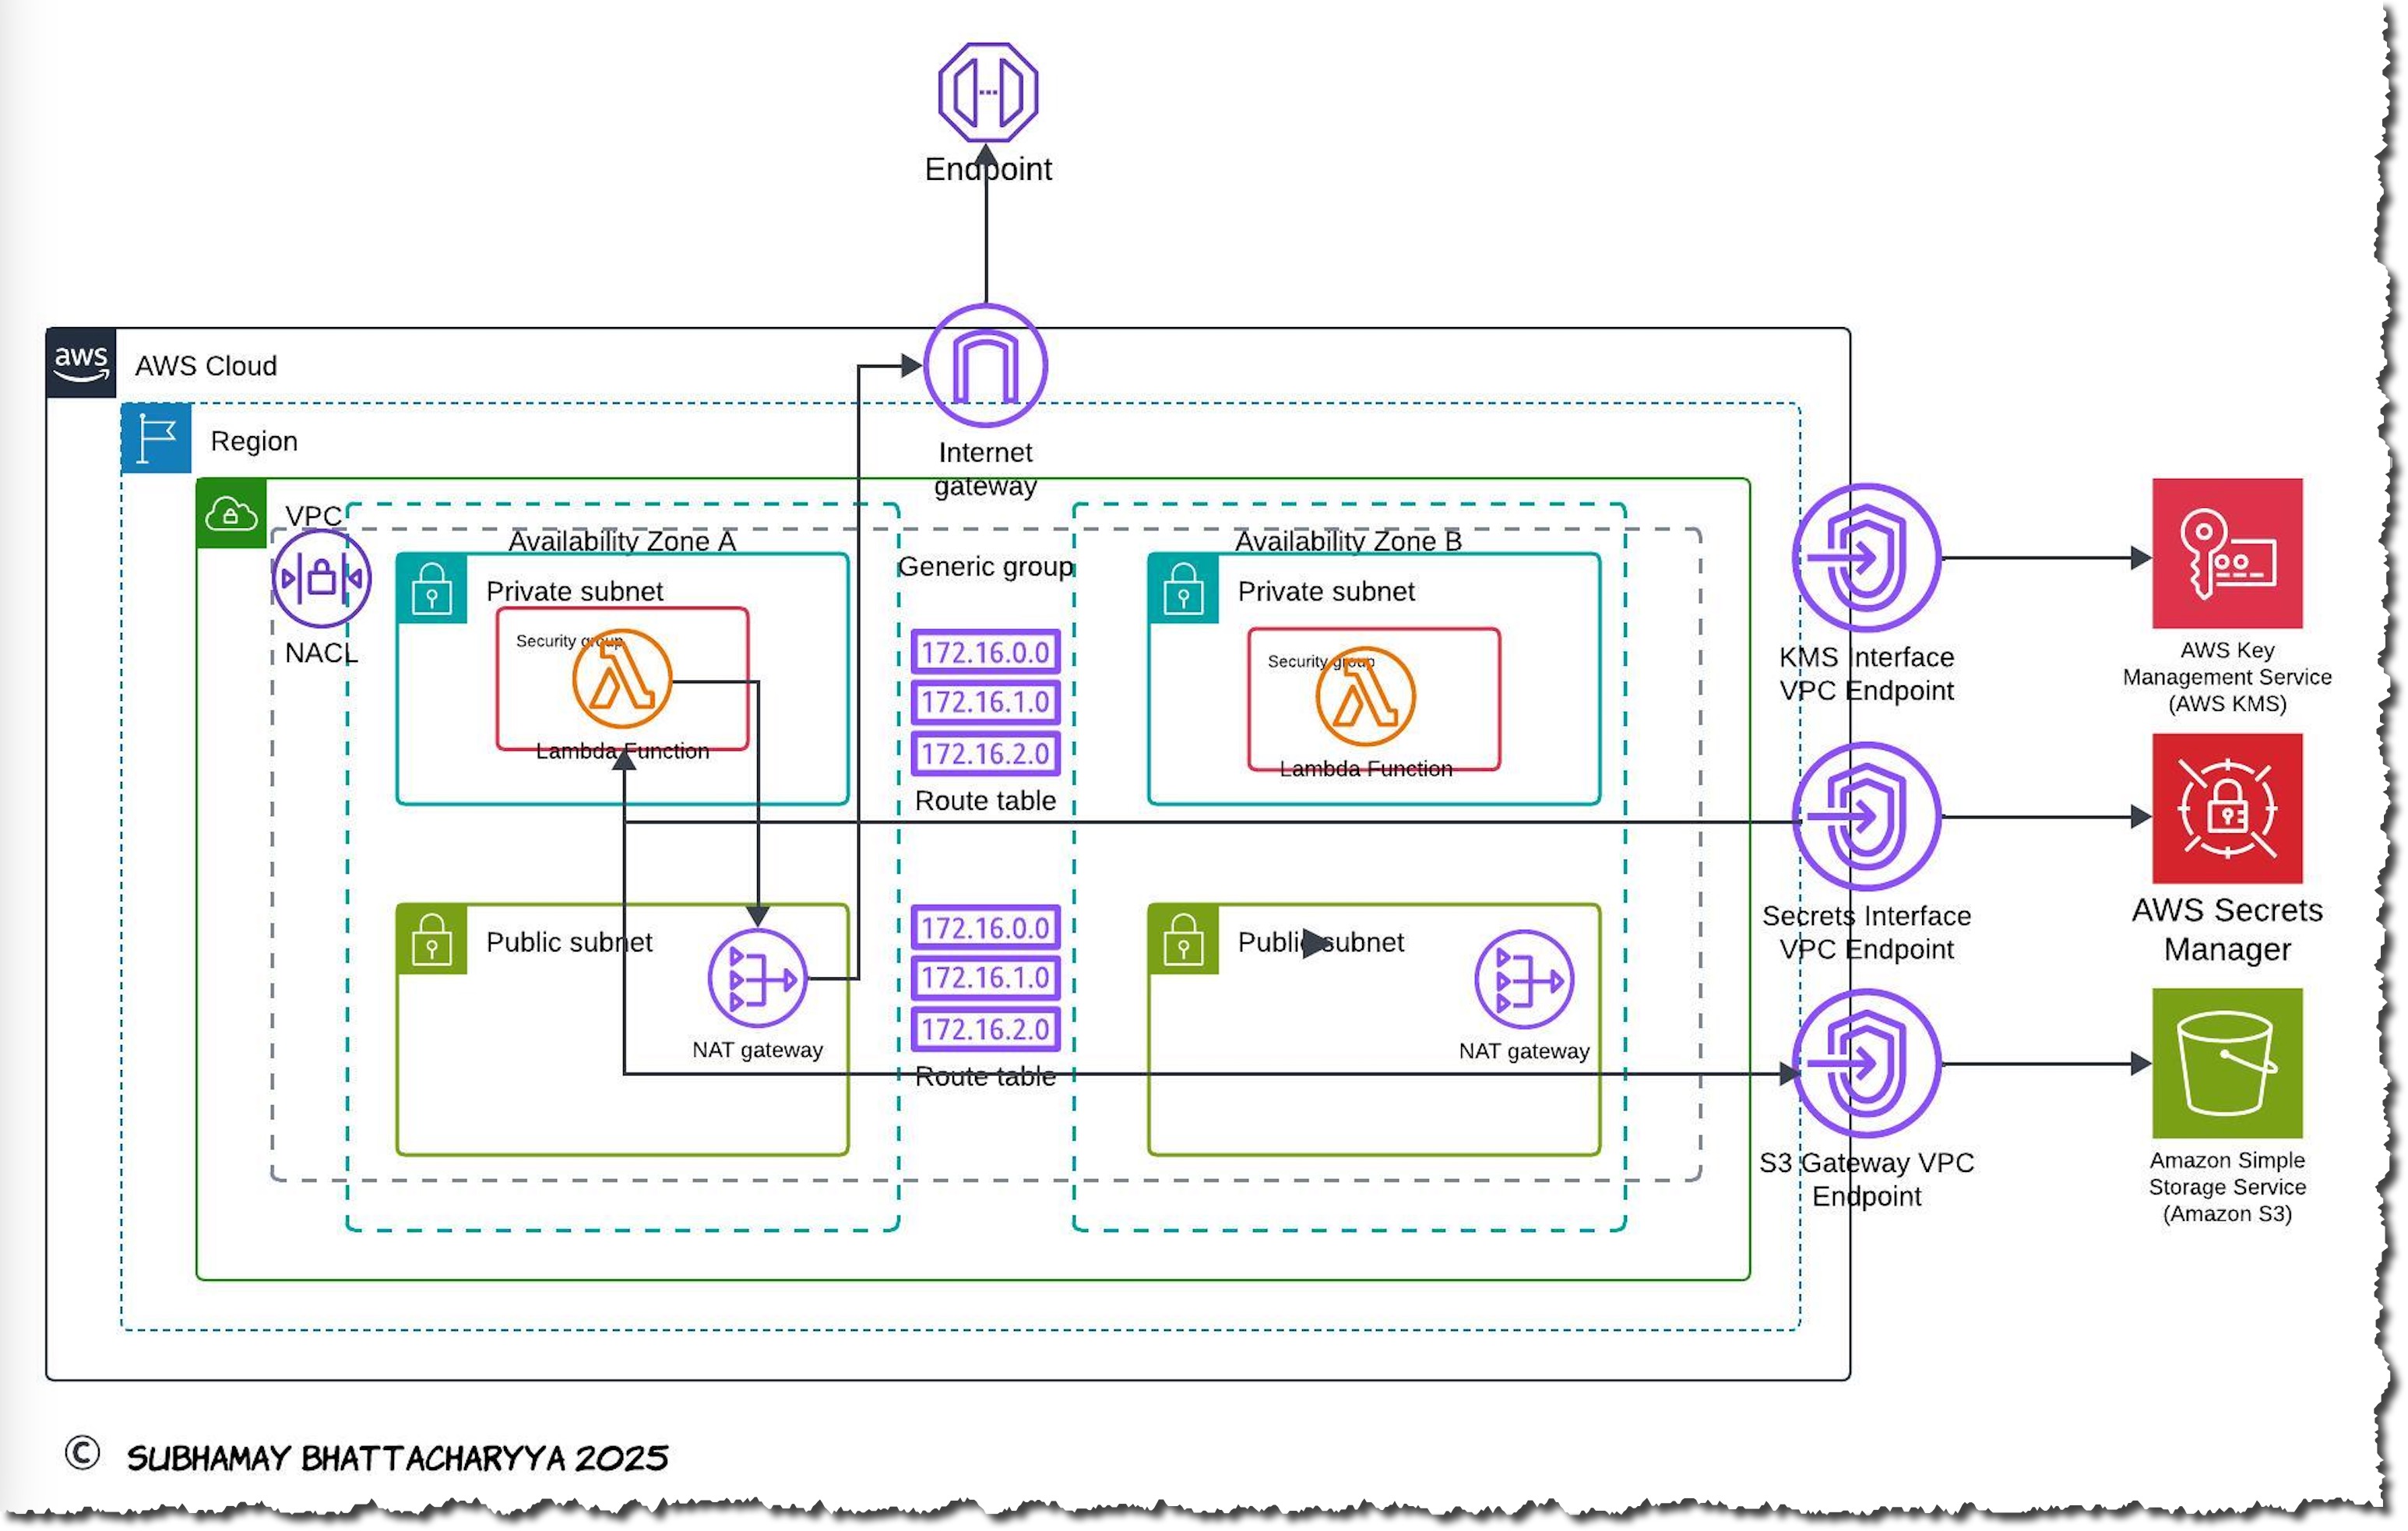 Endpoint
aws
AWS Cloud
Region
Internet
gateway
VPC
NACL
Availability Zone A
Private subnet
Security group
Lambda Function
Public subnet
NAT gateway
Generic group
172.16.0.0
172.16.1.0
172.16.2.0
Route table
172.16.0.0
172.16.1.0
172.16.2.0
Route table
Availability Zone B
Private subnet
Security group
Lambda Function
Public subnet
NAT gateway
KMS Interface
VPC Endpoint
AWS Key
Management Service
(AWS KMS)
Secrets Interface
VPC Endpoint
AWS Secrets
Manager
S3 Gateway VPC
Endpoint
Amazon Simple
Storage Service
(Amazon S3)
© SUBHAMAY BHATTACHARYYA 2025